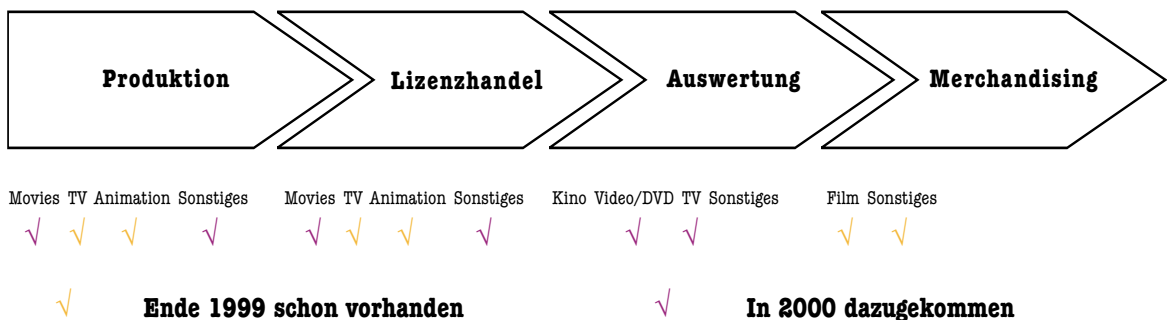 Produktion Lizenzhandel Auswertung Merchandising
Movies TV Animation Sonstiges Movies TV Animation Sonstiges Kino Video/DVD TV Sonstiges Film Sonstiges
√ √ √ √ √ √ √ √ √ √ √ √
√ Ende 1999 schon vorhanden √ In 2000 dazugekommen